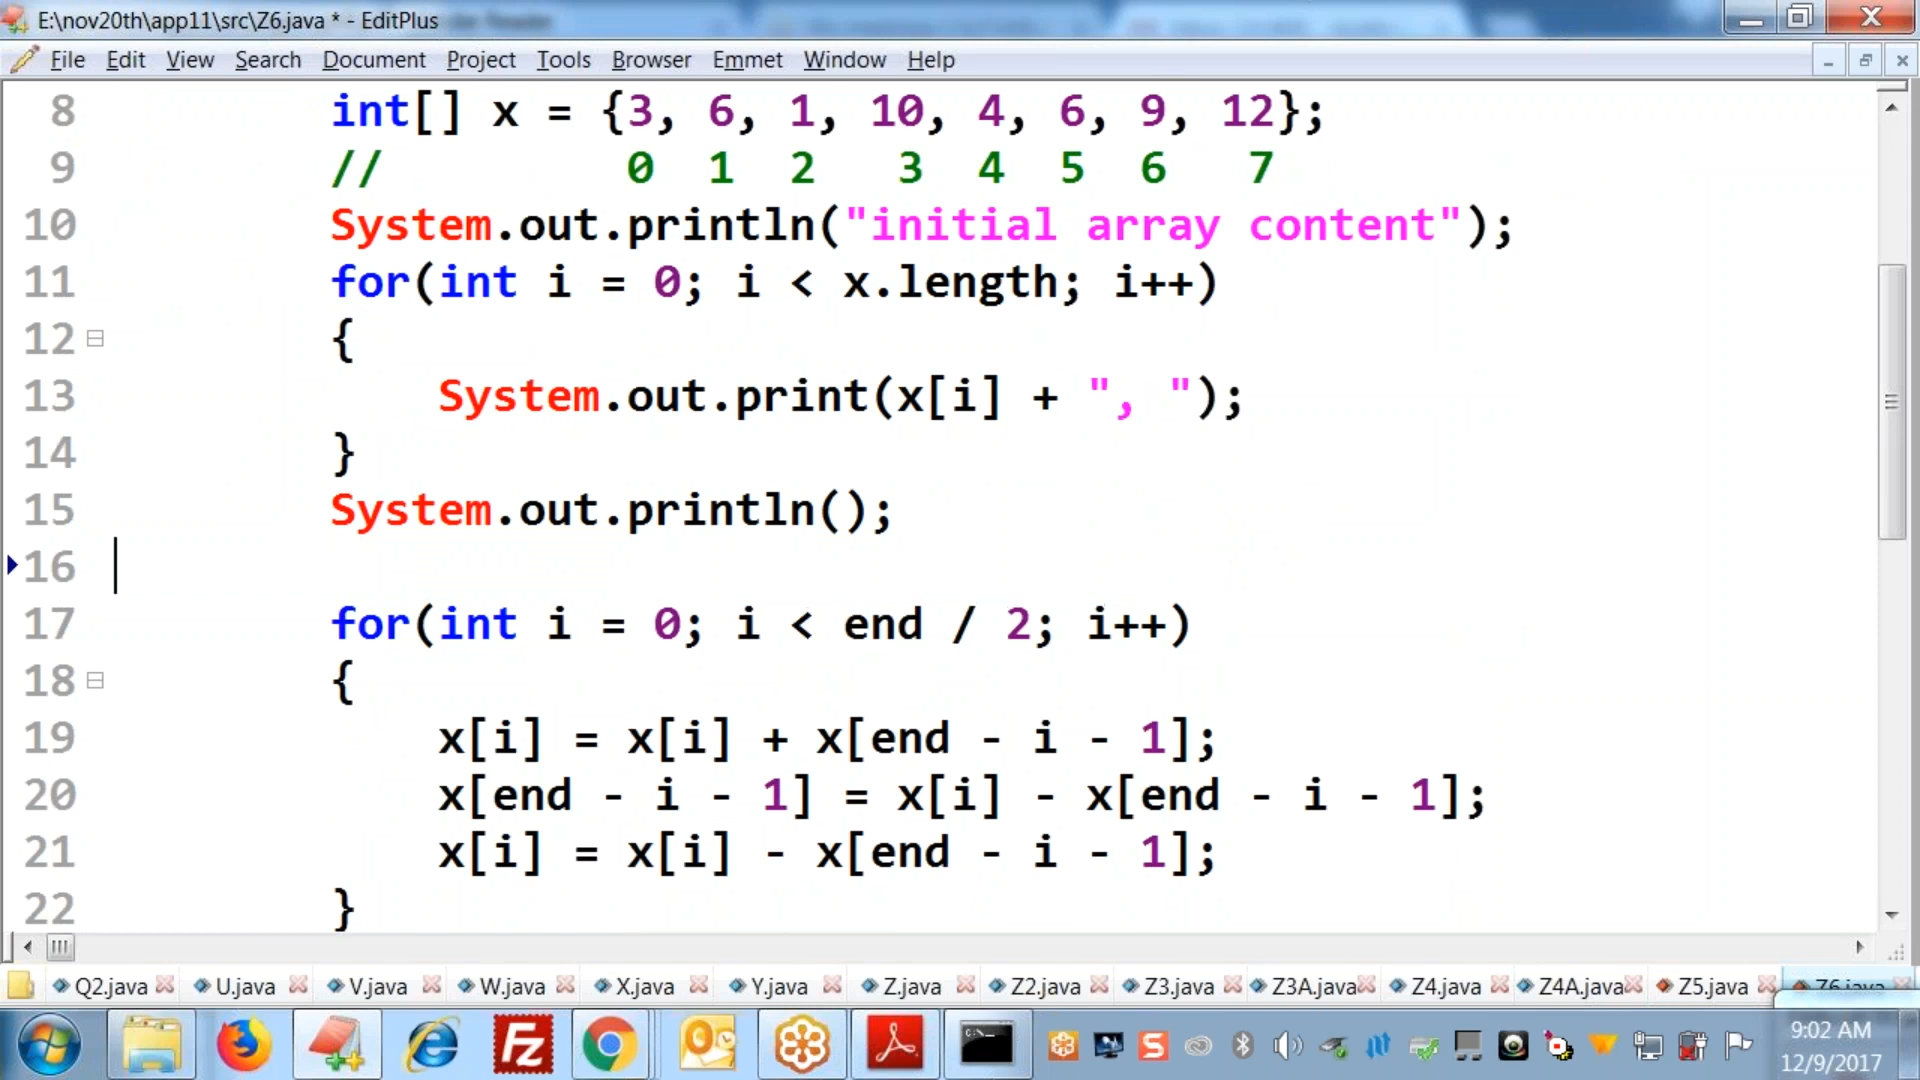 E:\nov20th\app11\src\Z6.java * - EditPlus
File Edit View Search Document Project Tools Browser Emmet Window Help
8 int[] x = {3, 6, 1, 10, 4, 6, 9, 12};
9 // 0 1 2 3 4 5 6 7
10 System.out.println("initial array content");
11 for(int i = 0; i < x.length; i++)
12 {
13 System.out.print(x[i] + ", ");
14 }
15 System.out.println();
16
17 for(int i = 0; i < end / 2; i++)
18 {
19 x[i] = x[i] + x[end - i - 1];
20 x[end - i - 1] = x[i] - x[end - i - 1];
21 x[i] = x[i] - x[end - i - 1];
22 }
Q2.java U.java V.java W.java X.java Y.java Z.java Z2.java Z3.java Z3A.java Z4.java Z4A.java Z5.java Z6.java
9:02 AM
12/9/2017